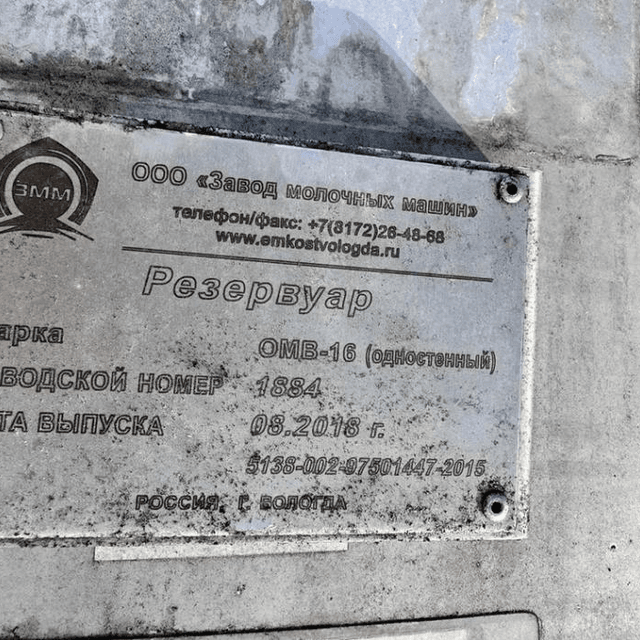 ЗММ
ООО «Завод молочных машин»
телефон/факс: +7(8172)26-48-68
www.emkostvologda.ru
Резервуар
арка ОМВ-16 (одностенный)
ВОДСКОЙ НОМЕР 1884
ТА ВЫПУСКА 08.2018 г.
5138-002-97501447-2015
РОССИЯ, Г. ВОЛОГДА